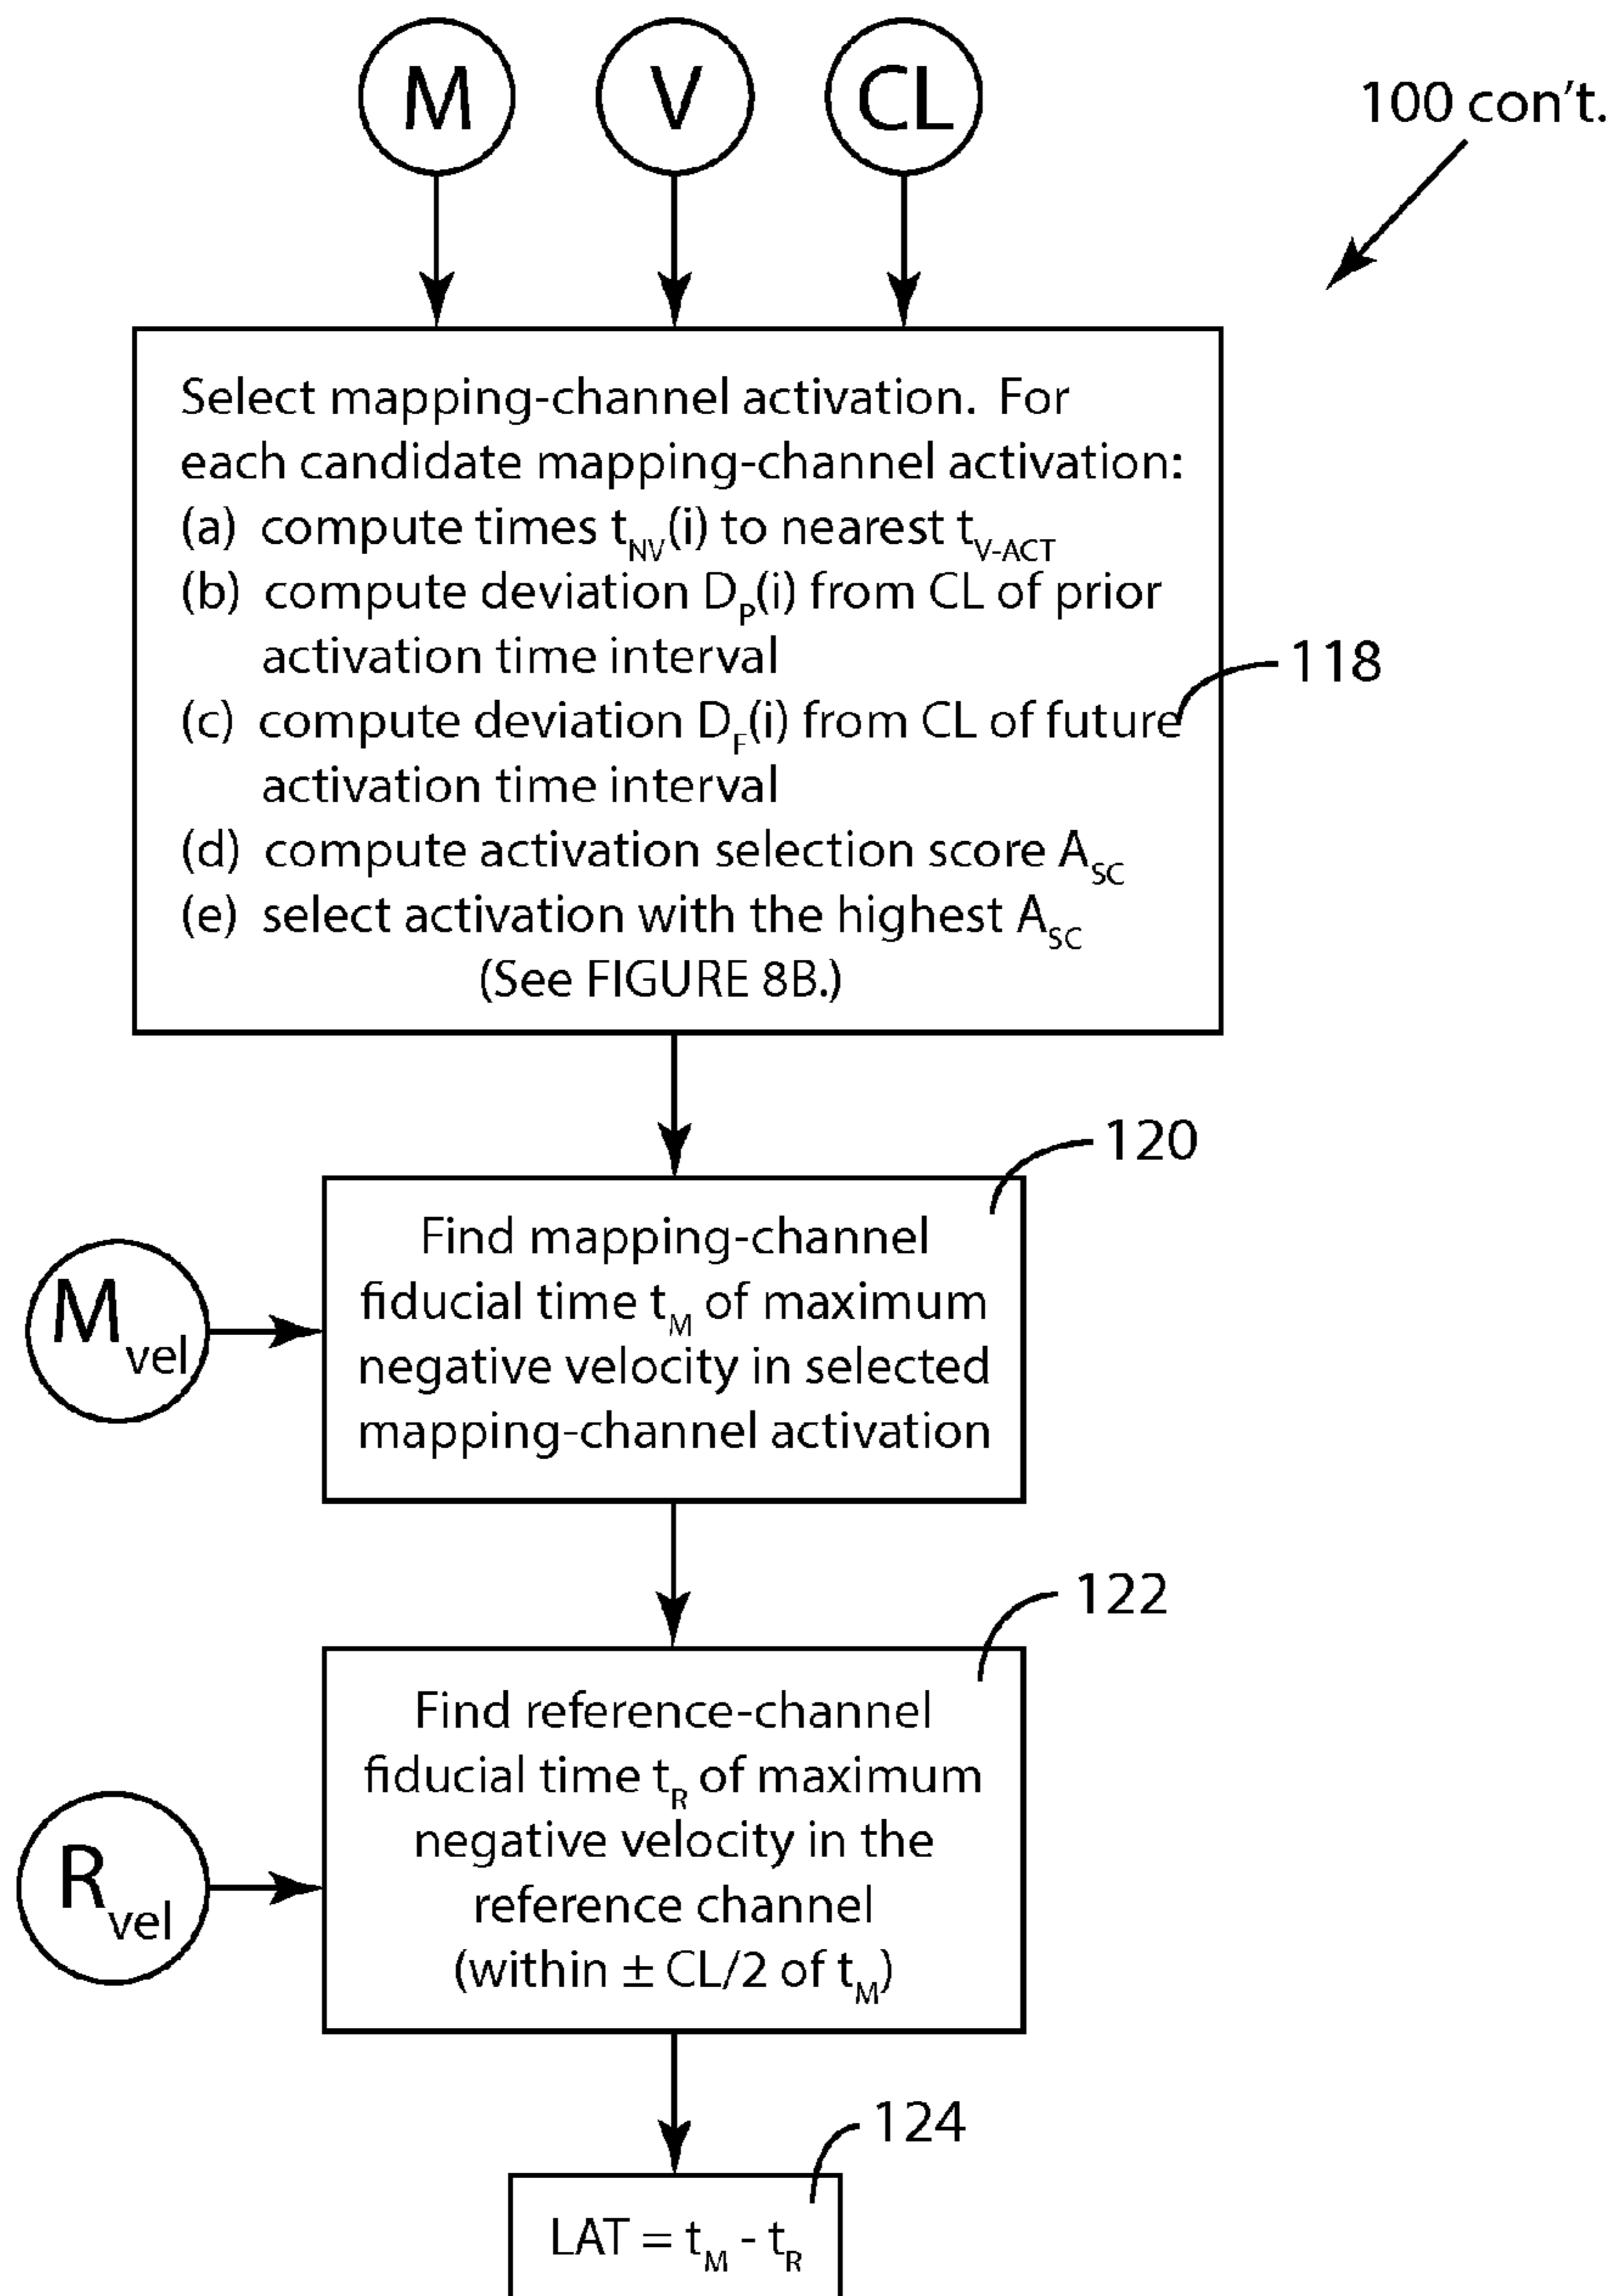 M V CL
100 con't.
Select mapping-channel activation. For
each candidate mapping-channel activation:
(a) compute times t_NV(i) to nearest t_V-ACT
(b) compute deviation D_P(i) from CL of prior
activation time interval
118
(c) compute deviation D_F(i) from CL of future
activation time interval
(d) compute activation selection score A_SC
(e) select activation with the highest A_SC
(See FIGURE 8B.)
120
M_vel
Find mapping-channel
fiducial time t_M of maximum
negative velocity in selected
mapping-channel activation
122
R_vel
Find reference-channel
fiducial time t_R of maximum
negative velocity in the
reference channel
(within ± CL/2 of t_M)
124
LAT = t_M - t_R